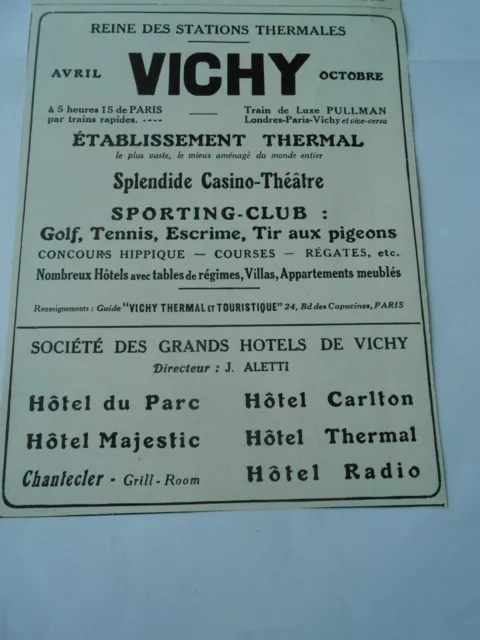 REINE DES STATIONS THERMALES
AVRIL VICHY OCTOBRE
à 5 heures 15 de PARIS
par trains rapides. ----
Train de Luxe PULLMAN
Londres-Paris-Vichy et vice-versa
ÉTABLISSEMENT THERMAL
le plus vaste, le mieux aménagé du monde entier
Splendide Casino-Théâtre
SPORTING-CLUB :
Golf, Tennis, Escrime, Tir aux pigeons
CONCOURS HIPPIQUE — COURSES — RÉGATES, etc.
Nombreux Hôtels avec tables de régimes, Villas, Appartements meublés
Renseignements : Guide "VICHY THERMAL ET TOURISTIQUE" 24, Bd des Capucines, PARIS
SOCIÉTÉ DES GRANDS HOTELS DE VICHY
Directeur : J. ALETTI
Hôtel du Parc Hôtel Carlton
Hôtel Majestic Hôtel Thermal
Chantecler - Grill-Room Hôtel Radio